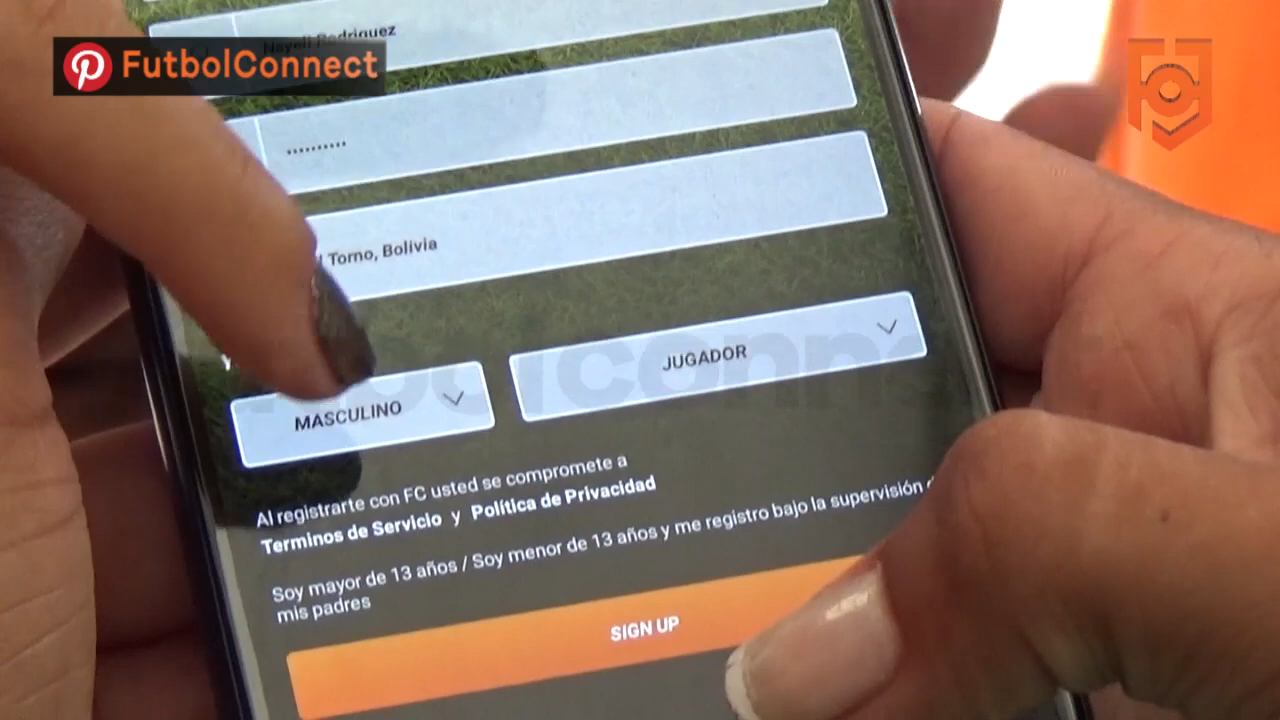 FutbolConnect
Nayeli Rodriguez
••••••••••
Torno, Bolivia
MASCULINO
JUGADOR
Al registrarte con FC usted se compromete a
Terminos de Servicio y Política de Privacidad
Soy mayor de 13 años / Soy menor de 13 años y me registro bajo la supervisión
mis padres
SIGN UP